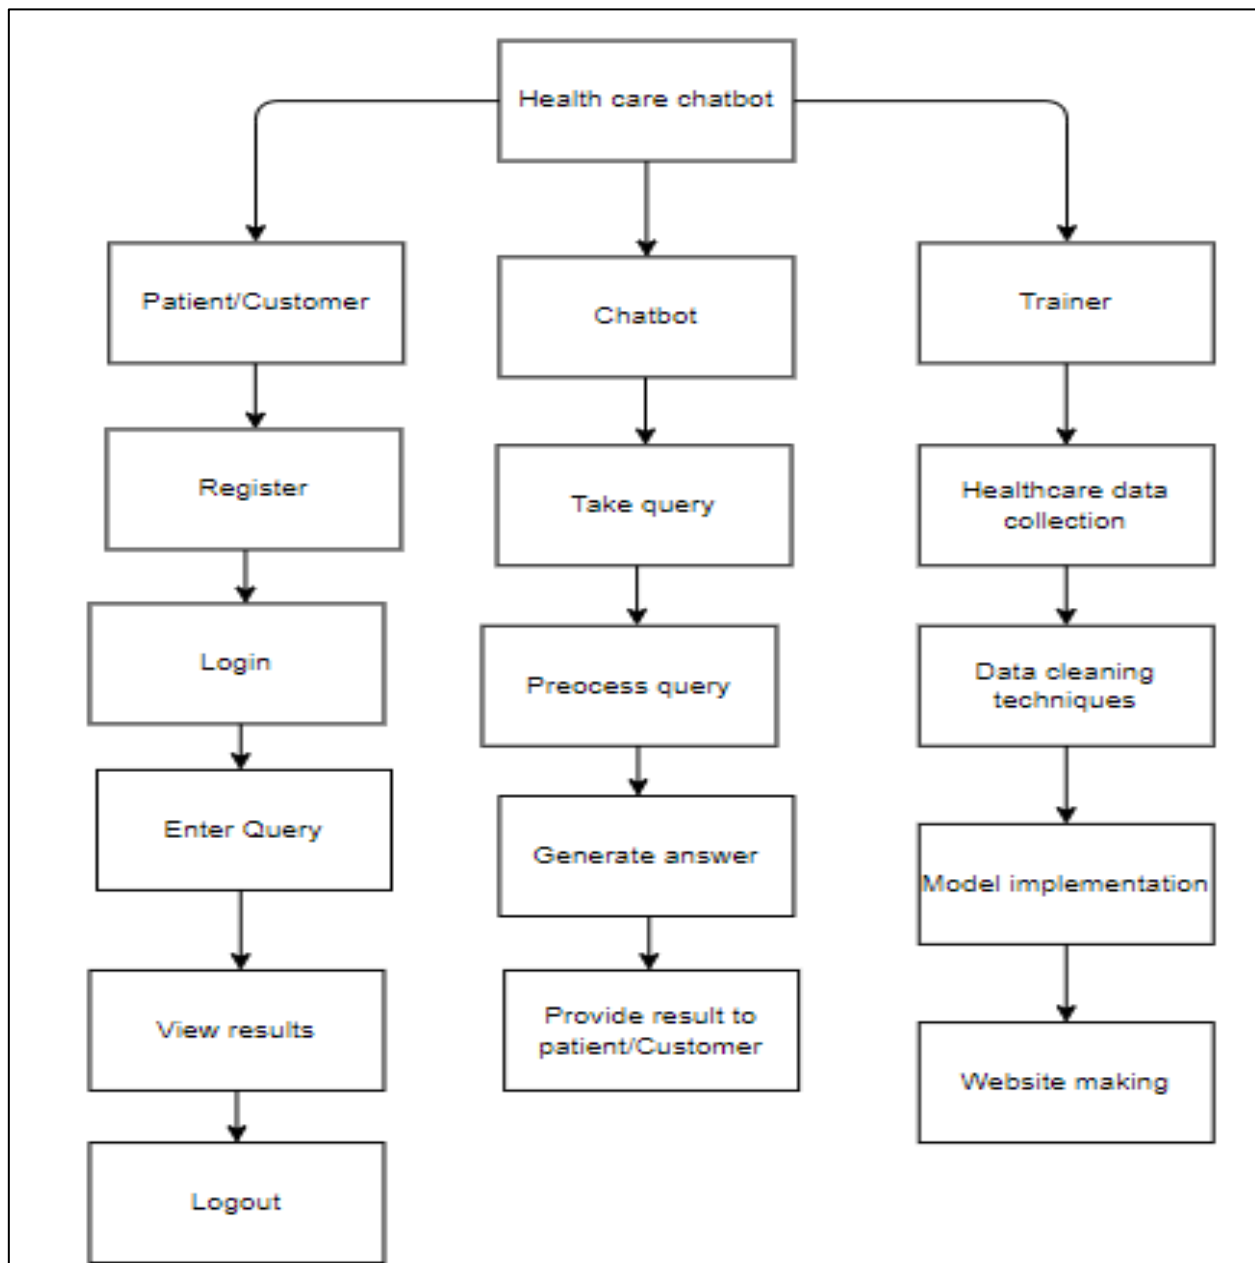 Health care chatbot
Patient/Customer
Register
Login
Enter Query
View results
Logout
Chatbot
Take query
Preocess query
Generate answer
Provide result to
patient/Customer
Trainer
Healthcare data
collection
Data cleaning
techniques
Model implementation
Website making